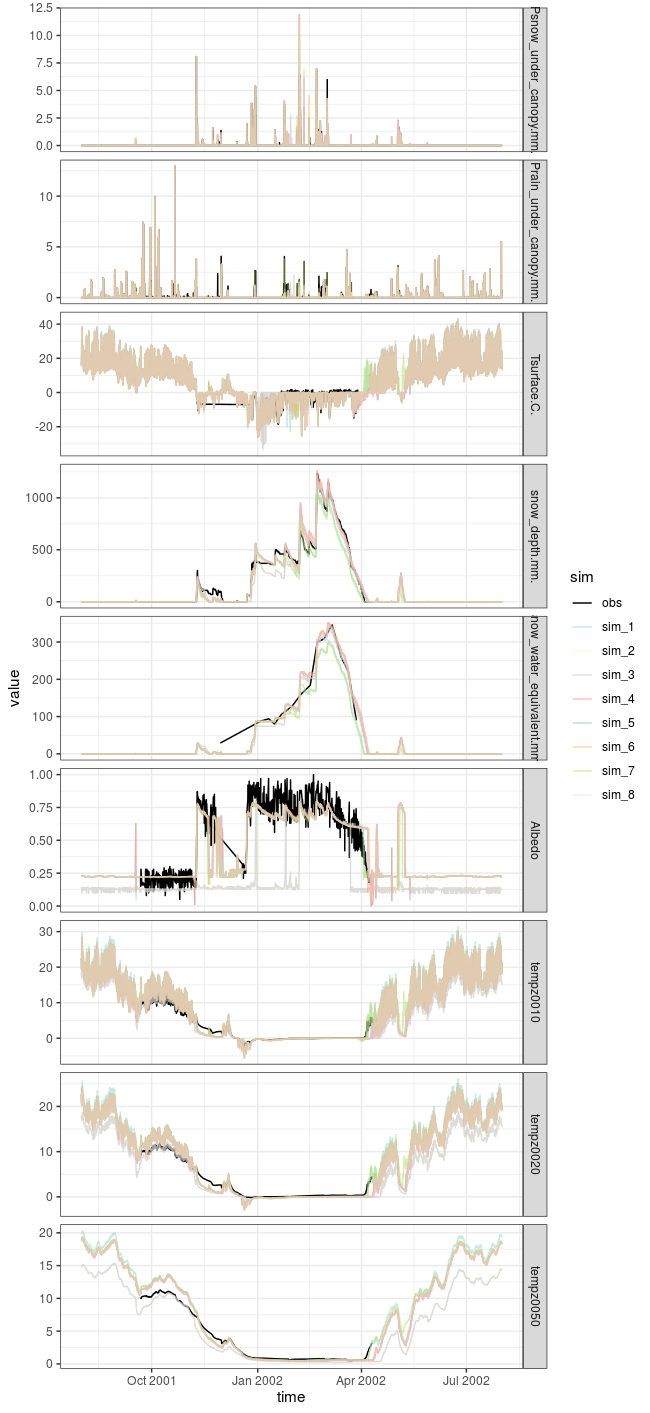 12.5
10.0
7.5
5.0
2.5
0.0
Psnow_under_canopy.mm.
10
5
0
Prain_under_canopy.mm.
40
20
0
-20
Tsurface.C.
1000
500
0
snow_depth.mm.
300
200
100
0
now_water_equivalent.mm
1.00
0.75
0.50
0.25
0.00
Albedo
30
20
10
0
tempz0010
20
10
0
tempz0020
20
15
10
5
0
tempz0050
Oct 2001
Jan 2002
Apr 2002
Jul 2002
time
value
sim
obs
sim_1
sim_2
sim_3
sim_4
sim_5
sim_6
sim_7
sim_8